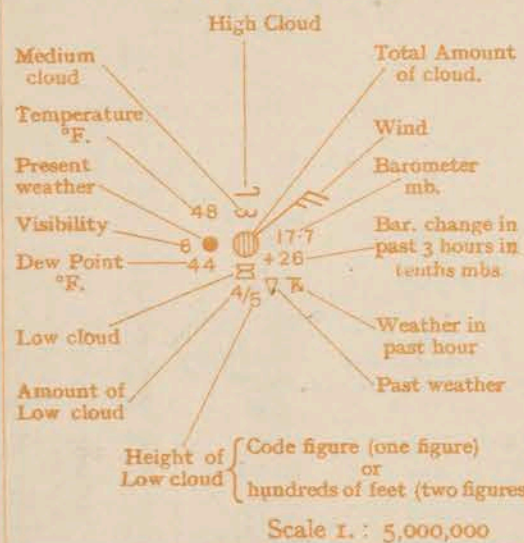 High Cloud
Medium
cloud
Total Amount
of cloud.
Temperature
°F.
Wind
Present
weather
Barometer
mb.
48
Visibility
6
17.7
Bar. change in
past 3 hours in
tenths mbs
Dew Point
°F.
44
+26
4/5
Low cloud
Weather in
past hour
Amount of
Low cloud
Past weather
Height of
Low cloud
Code figure (one figure)
or
hundreds of feet (two figures
Scale 1. : 5,000,000